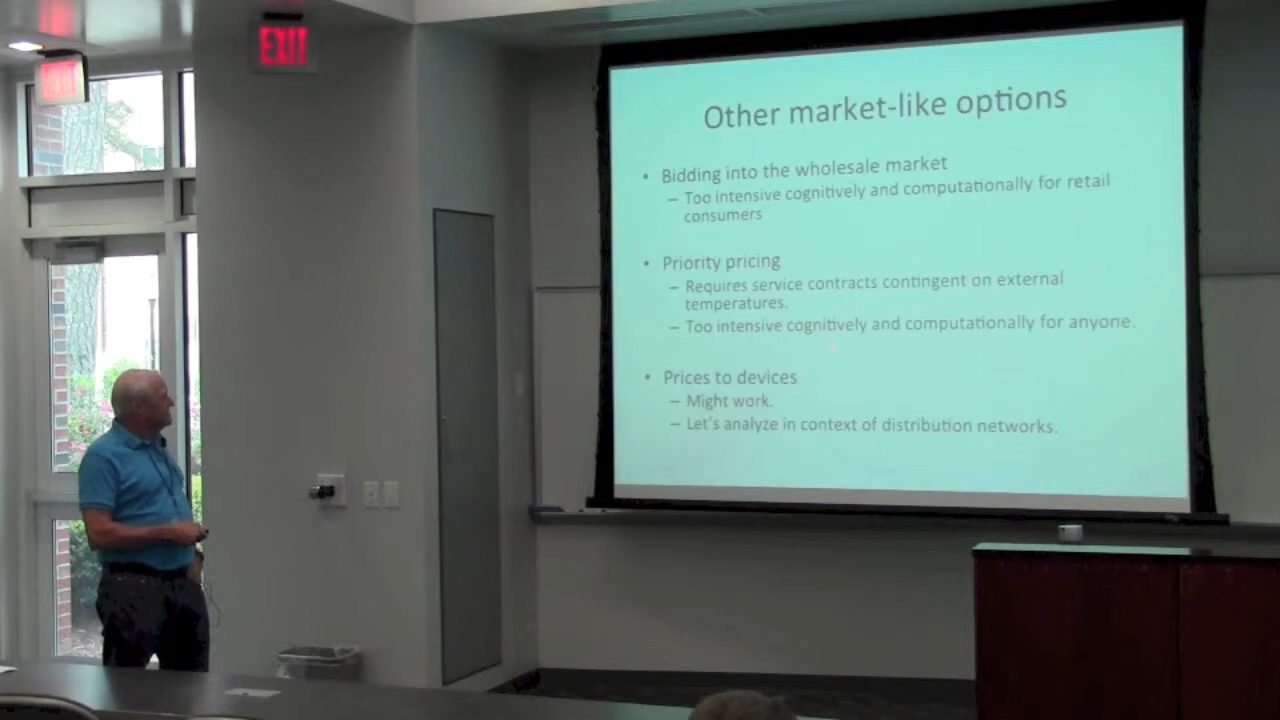 EXIT
EXIT
Other market-like options
• Bidding into the wholesale market
– Too intensive cognitively and computationally for retail
consumers
• Priority pricing
– Requires service contracts contingent on external
temperatures.
– Too intensive cognitively and computationally for anyone.
• Prices to devices
– Might work.
– Let's analyze in context of distribution networks.